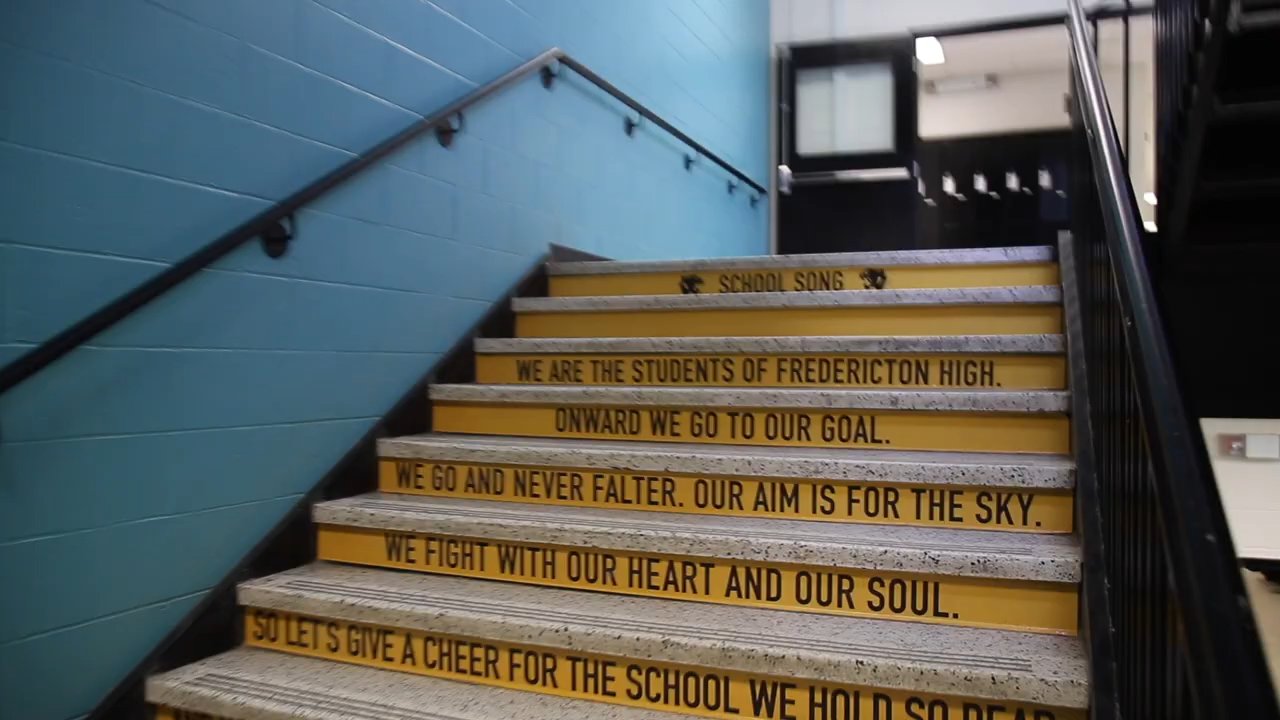 SCHOOL SONG
WE ARE THE STUDENTS OF FREDERICTON HIGH.
ONWARD WE GO TO OUR GOAL.
WE GO AND NEVER FALTER. OUR AIM IS FOR THE SKY.
WE FIGHT WITH OUR HEART AND OUR SOUL.
SO LET'S GIVE A CHEER FOR THE SCHOOL WE HOLD SO DEAR